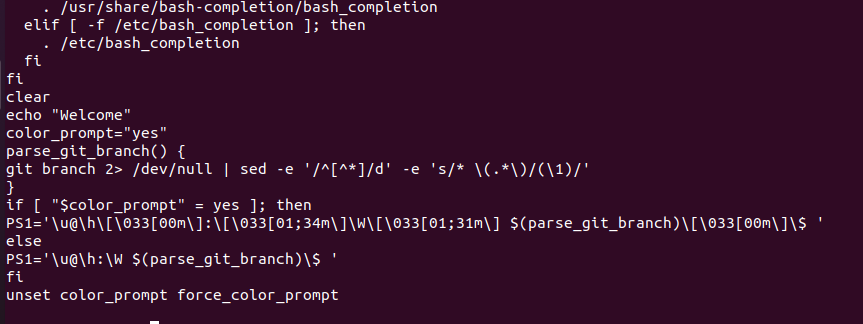 . /usr/share/bash-completion/bash_completion
elif [ -f /etc/bash_completion ]; then
. /etc/bash_completion
fi
fi
clear
echo "Welcome"
color_prompt="yes"
parse_git_branch() {
git branch 2> /dev/null | sed -e '/^[^*]/d' -e 's/* \(.*\)/(\1)/'
}
if [ "$color_prompt" = yes ]; then
PS1='\u@\h\[\033[00m\]:\[\033[01;34m\]\W\[\033[01;31m\] $(parse_git_branch)\[\033[00m\]\$ '
else
PS1='\u@\h:\W $(parse_git_branch)\$ '
fi
unset color_prompt force_color_prompt